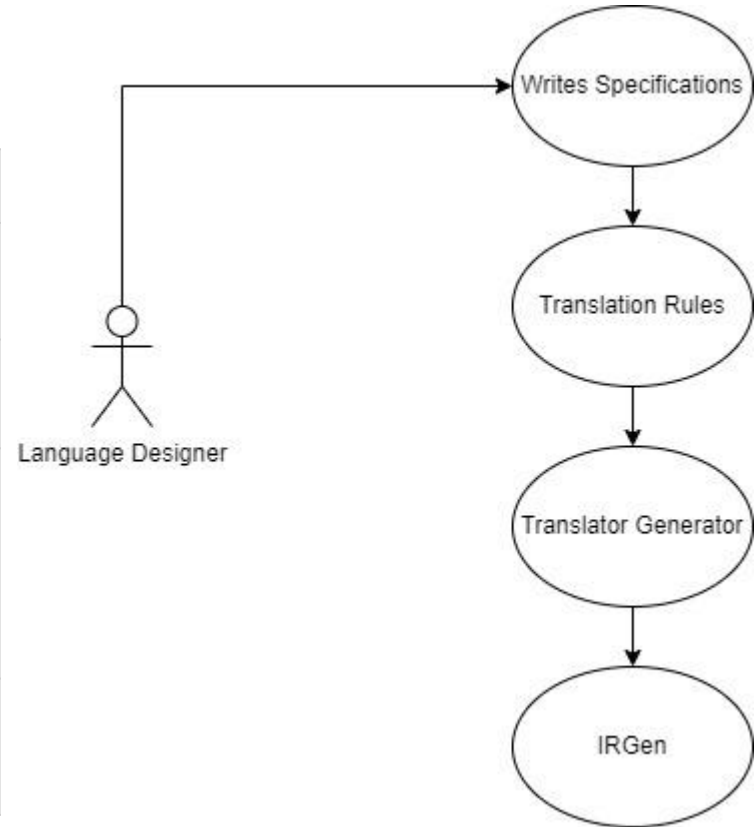 Writes Specifications
Translation Rules
Language Designer
Translator Generator
IRGen